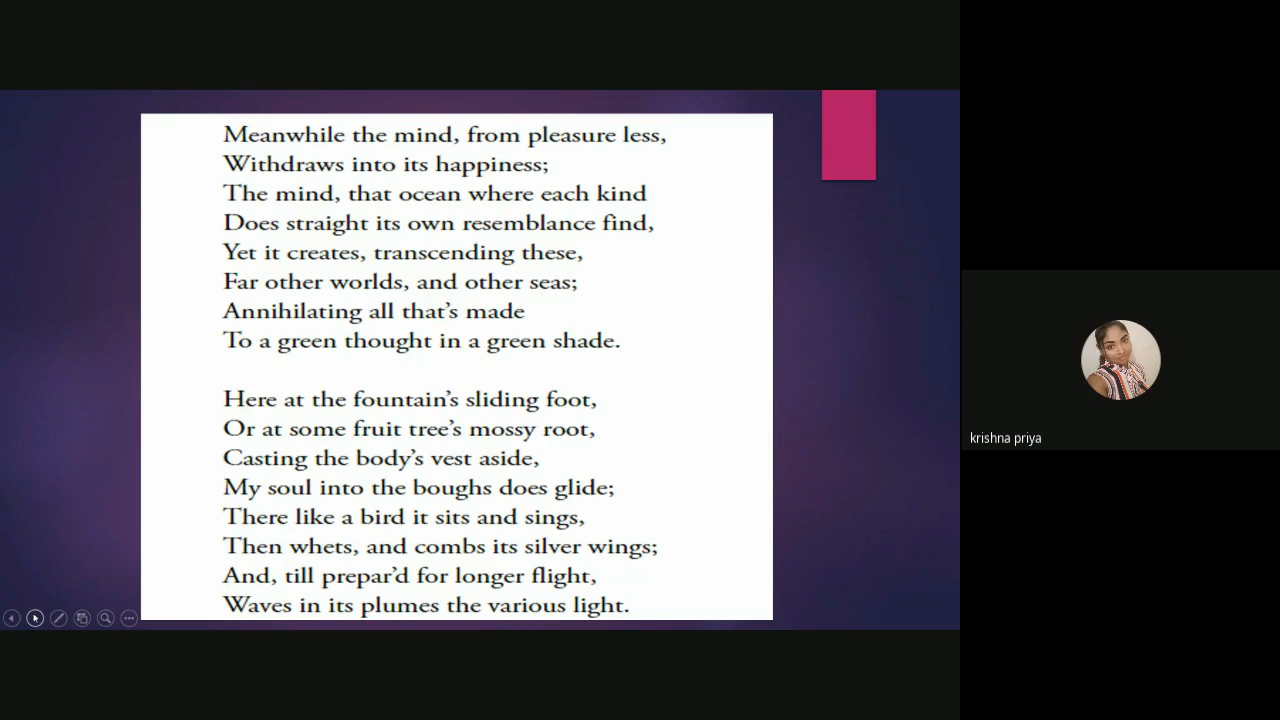 Meanwhile the mind, from pleasure less,
Withdraws into its happiness;
The mind, that ocean where each kind
Does straight its own resemblance find,
Yet it creates, transcending these,
Far other worlds, and other seas;
Annihilating all that's made
To a green thought in a green shade.
Here at the fountain's sliding foot,
Or at some fruit tree's mossy root,
Casting the body's vest aside,
My soul into the boughs does glide;
There like a bird it sits and sings,
Then whets, and combs its silver wings;
And, till prepar'd for longer flight,
Waves in its plumes the various light.
krishna priya